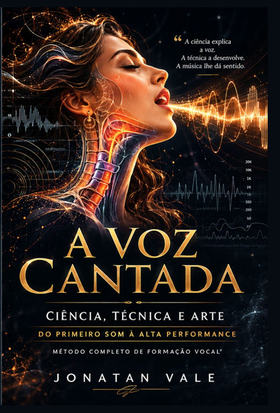 “ A ciência explica
a voz.
A técnica a desenvolve.
A música lhe dá sentido.
A VOZ
CANTADA
CIÊNCIA, TÉCNICA E ARTE
DO PRIMEIRO SOM À ALTA PERFORMANCE
MÉTODO COMPLETO DE FORMAÇÃO VOCAL"
JONATAN VALE